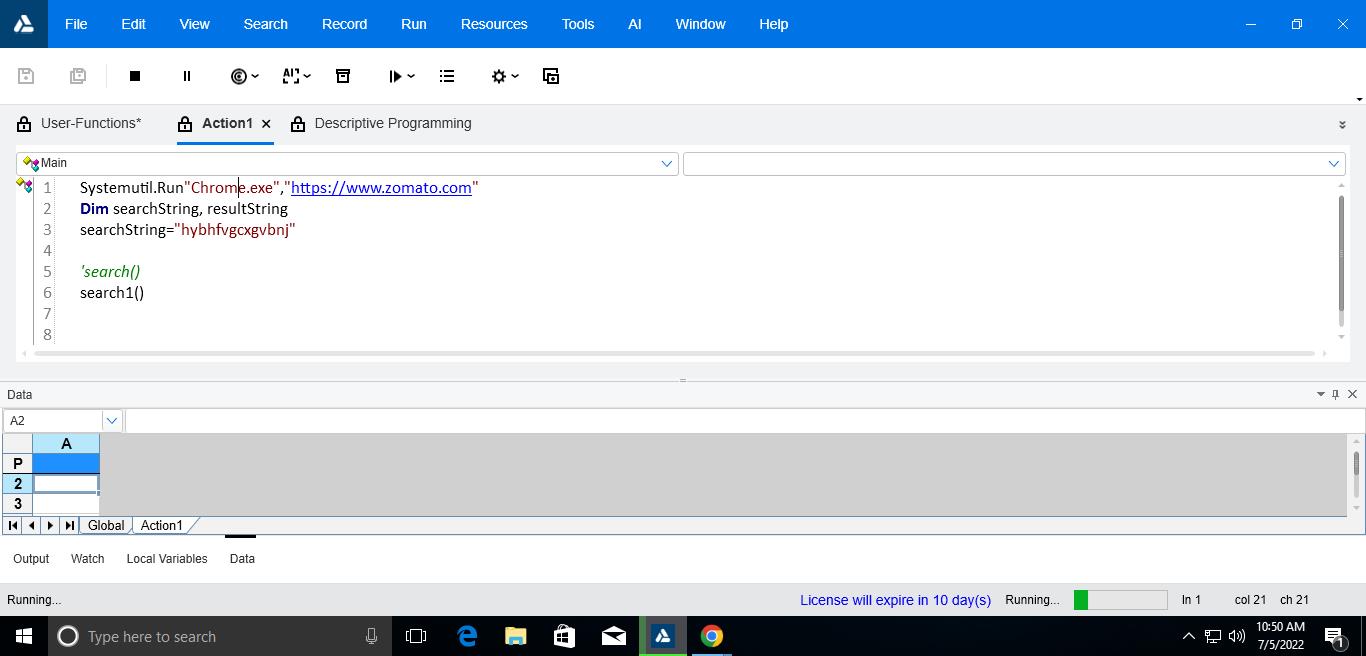 File Edit View Search Record Run Resources Tools AI Window Help
User-Functions* Action1 Descriptive Programming
Main
1 Systemutil.Run"Chrome.exe","https://www.zomato.com"
2 Dim searchString, resultString
3 searchString="hybhfvgcxgvbnj"
4
5 'search()
6 search1()
7
8
Data
A2
A
P
2
3
Global Action1
Output Watch Local Variables Data
Running... License will expire in 10 day(s) Running... ln 1 col 21 ch 21
Type here to search 10:50 AM
7/5/2022 1